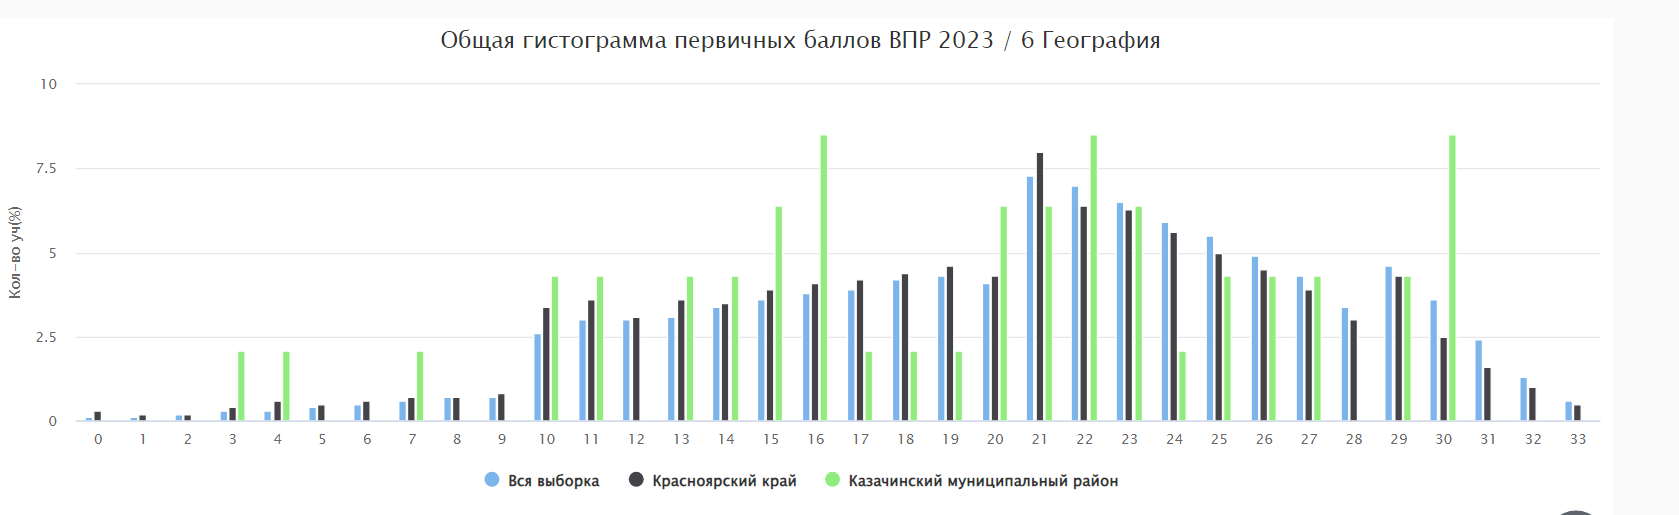 Общая гистограмма первичных баллов ВПР 2023 / 6 География
10
7.5
5
2.5
0
Кол-во уч(%)
0 1 2 3 4 5 6 7 8 9 10 11 12 13 14 15 16 17 18 19 20 21 22 23 24 25 26 27 28 29 30 31 32 33
Вся выборка Красноярский край Казачинский муниципальный район